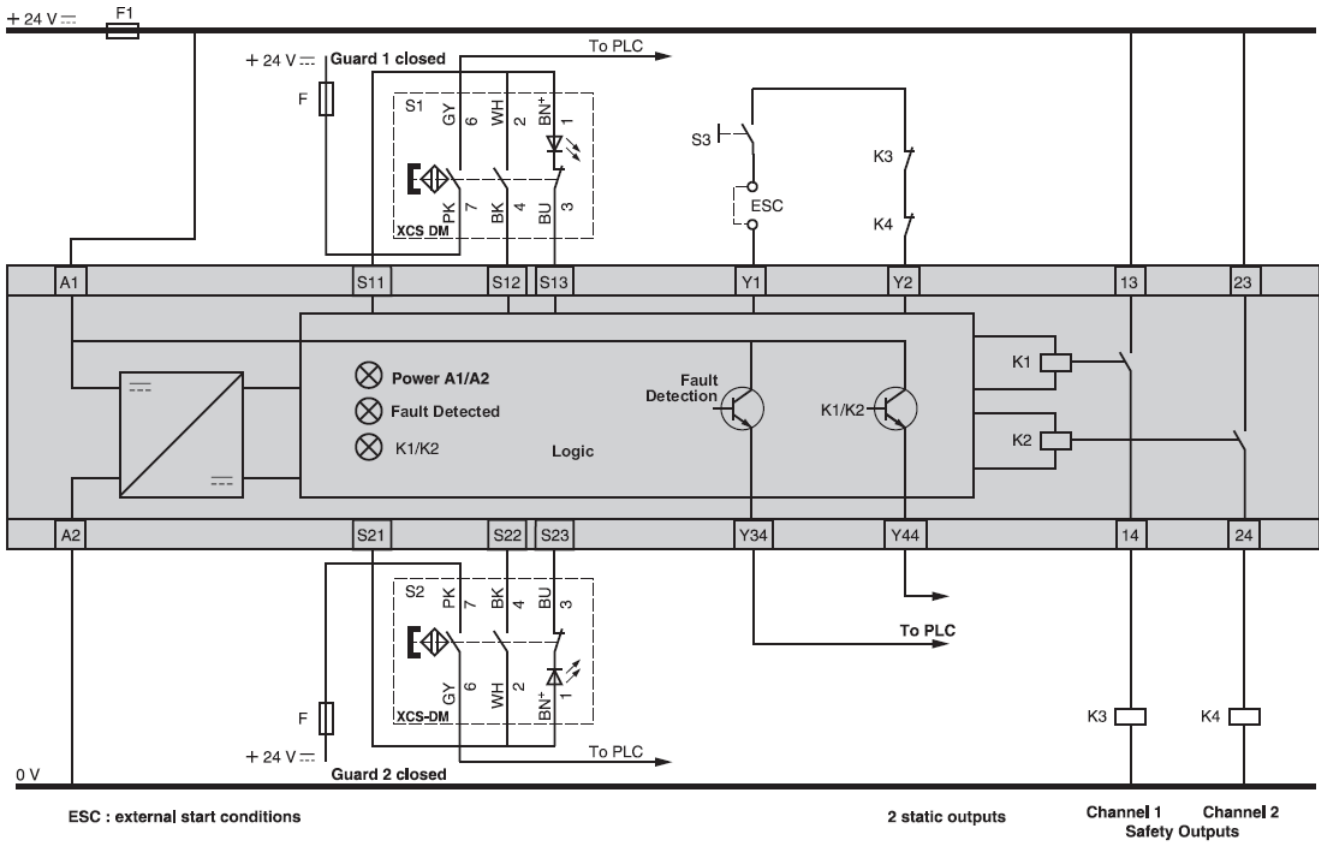 + 24 V
F1
To PLC
+ 24 V
Guard 1 closed
F
S1
GY
6
WH
2
BN+
1
PK
7
BK
4
BU
3
XCS DM
S3
ESC
K3
K4
A1
S11
S12
S13
Y1
Y2
13
23
Power A1/A2
Fault Detected
K1/K2
Logic
Fault
Detection
K1/K2
K1
K2
A2
S21
S22
S23
Y34
Y44
14
24
S2
PK
7
BK
4
BU
3
GY
6
WH
2
BN+
1
XCS-DM
To PLC
F
+ 24 V
To PLC
Guard 2 closed
K3
K4
0 V
ESC : external start conditions
2 static outputs
Channel 1
Channel 2
Safety Outputs